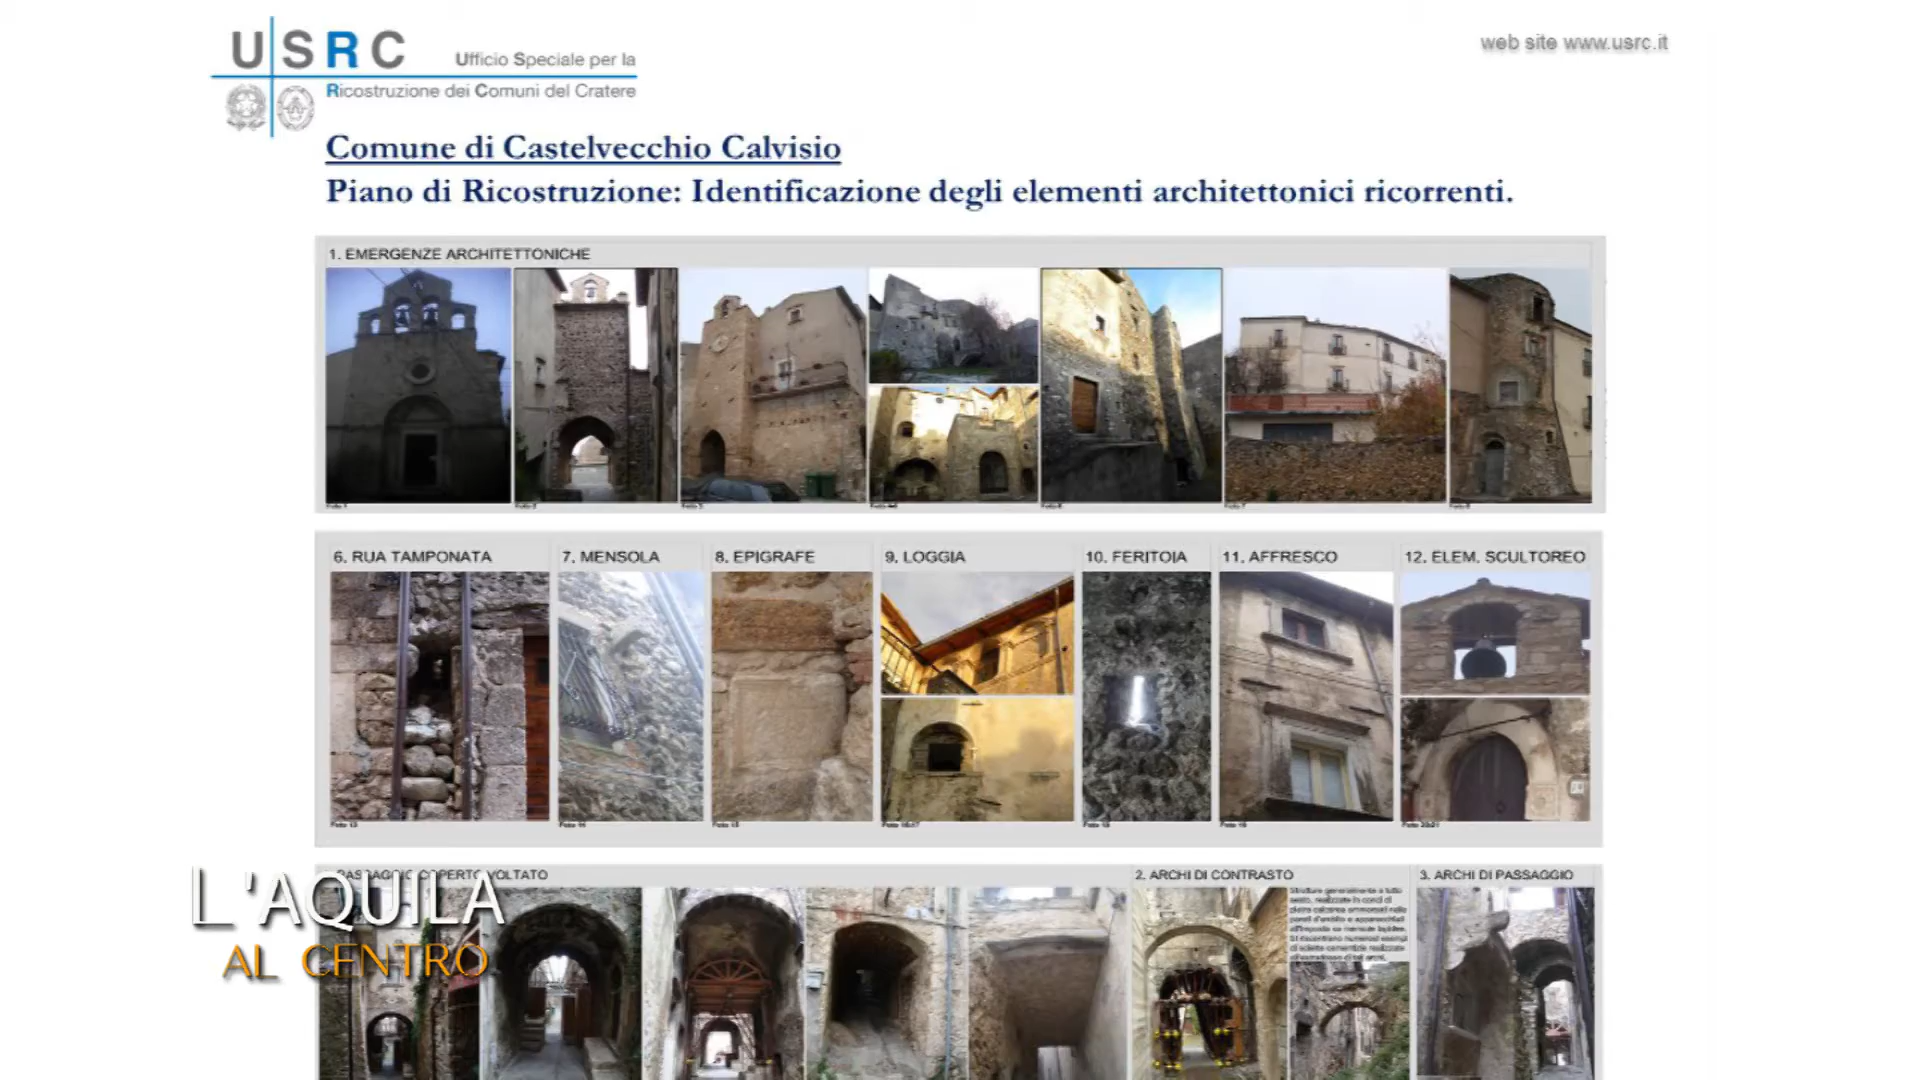 USRC
Ufficio Speciale per la
Ricostruzione dei Comuni del Cratere
web site www.usrc.it
Comune di Castelvecchio Calvisio
Piano di Ricostruzione: Identificazione degli elementi architettonici ricorrenti.
1. EMERGENZE ARCHITETTONICHE
6. RUA TAMPONATA
7. MENSOLA
8. EPIGRAFE
9. LOGGIA
10. FERITOIA
11. AFFRESCO
12. ELEM. SCULTOREO
PASSAGGIO COPERTO VOLTATO
2. ARCHI DI CONTRASTO
3. ARCHI DI PASSAGGIO
L'AQUILA
AL CENTRO